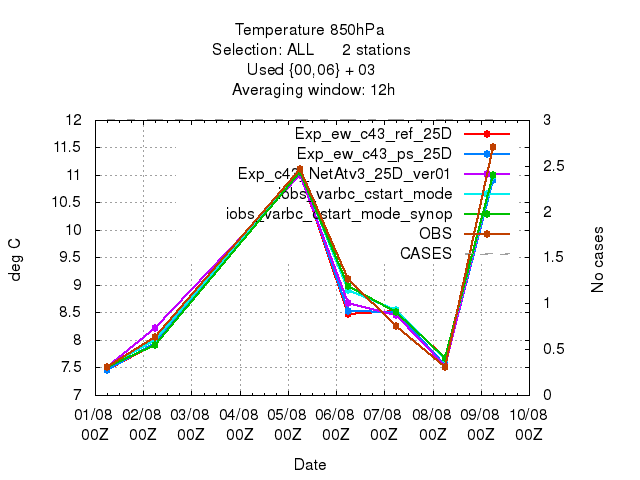 Temperature 850hPa
Selection: ALL 2 stations
Used {00,06} + 03
Averaging window: 12h
deg C
12
11.5
11
10.5
10
9.5
9
8.5
8
7.5
7
Exp_ew_c43_ref_25D
Exp_ew_c43_ps_25D
Exp_c43_NetAtv3_25D_ver01
iobs_varbc_cstart_mode
iobs_varbc_cstart_mode_synop
OBS
CASES
3
2.5
2
1.5
1
0.5
0
No cases
01/08 02/08 03/08 04/08 05/08 06/08 07/08 08/08 09/08 10/08
00Z 00Z 00Z 00Z 00Z 00Z 00Z 00Z 00Z 00Z
Date